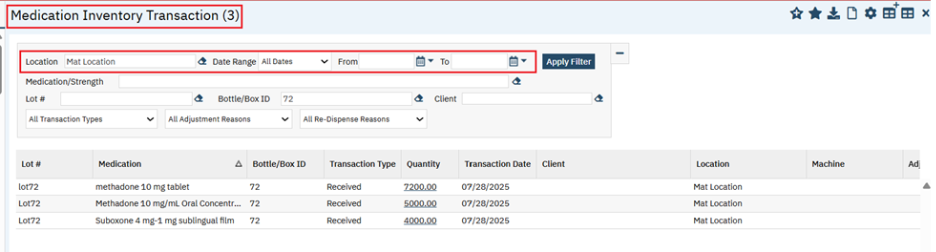 Medication Inventory Transaction (3)
Location Mat Location Date Range All Dates From To Apply Filter
Medication/Strength
Lot # Bottle/Box ID 72 Client
All Transaction Types All Adjustment Reasons All Re-Dispense Reasons
Lot # Medication Bottle/Box ID Transaction Type Quantity Transaction Date Client Location Machine Adj
lot72 methadone 10 mg tablet 72 Received 7200.00 07/28/2025 Mat Location
Lot72 Methadone 10 mg/mL Oral Concentr... 72 Received 5000.00 07/28/2025 Mat Location
Lot72 Suboxone 4 mg-1 mg sublingual film 72 Received 4000.00 07/28/2025 Mat Location